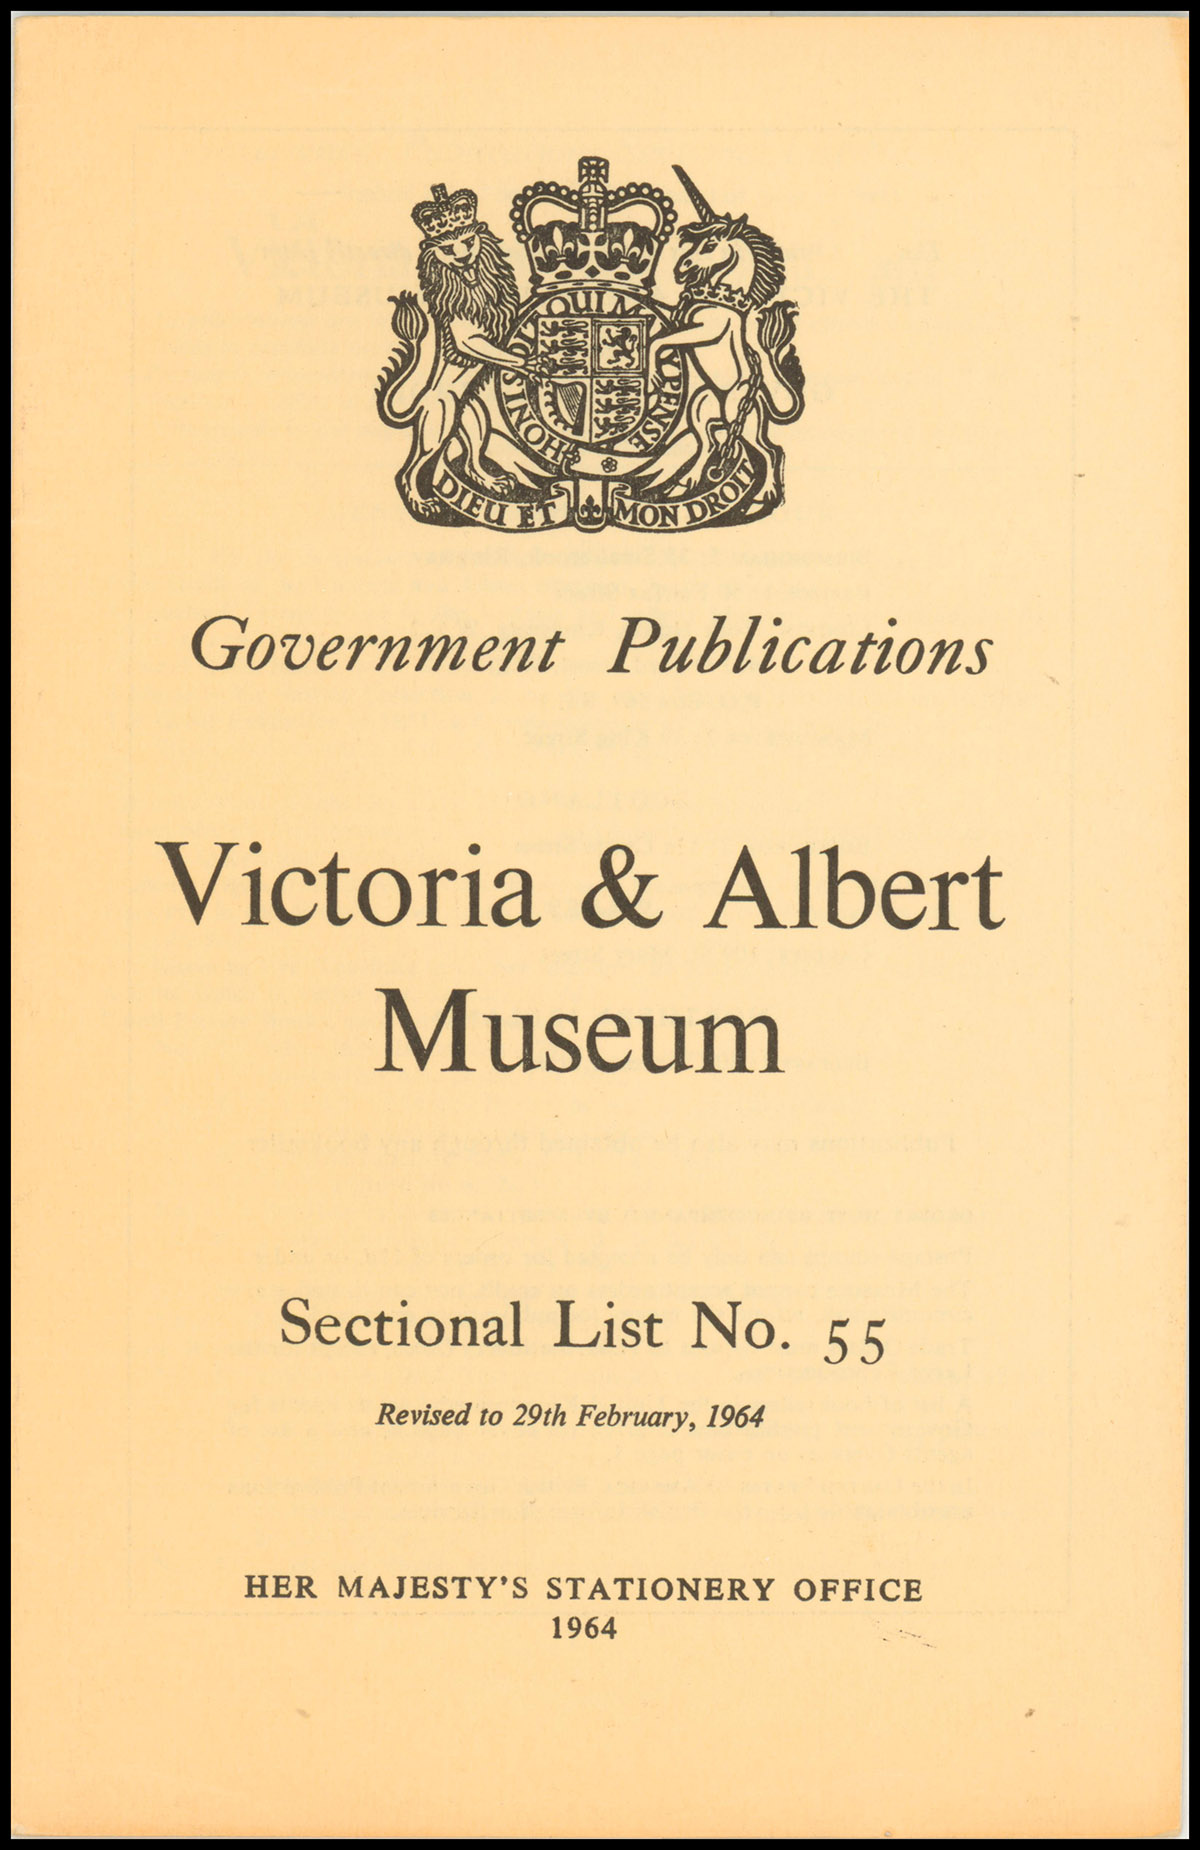 HONI SOIT QUI MAL Y PENSE
DIEU ET MON DROIT
Government Publications
Victoria & Albert
Museum
Sectional List No. 55
Revised to 29th February, 1964
HER MAJESTY'S STATIONERY OFFICE
1964